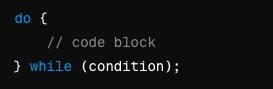 do {
    // code block
} while (condition);